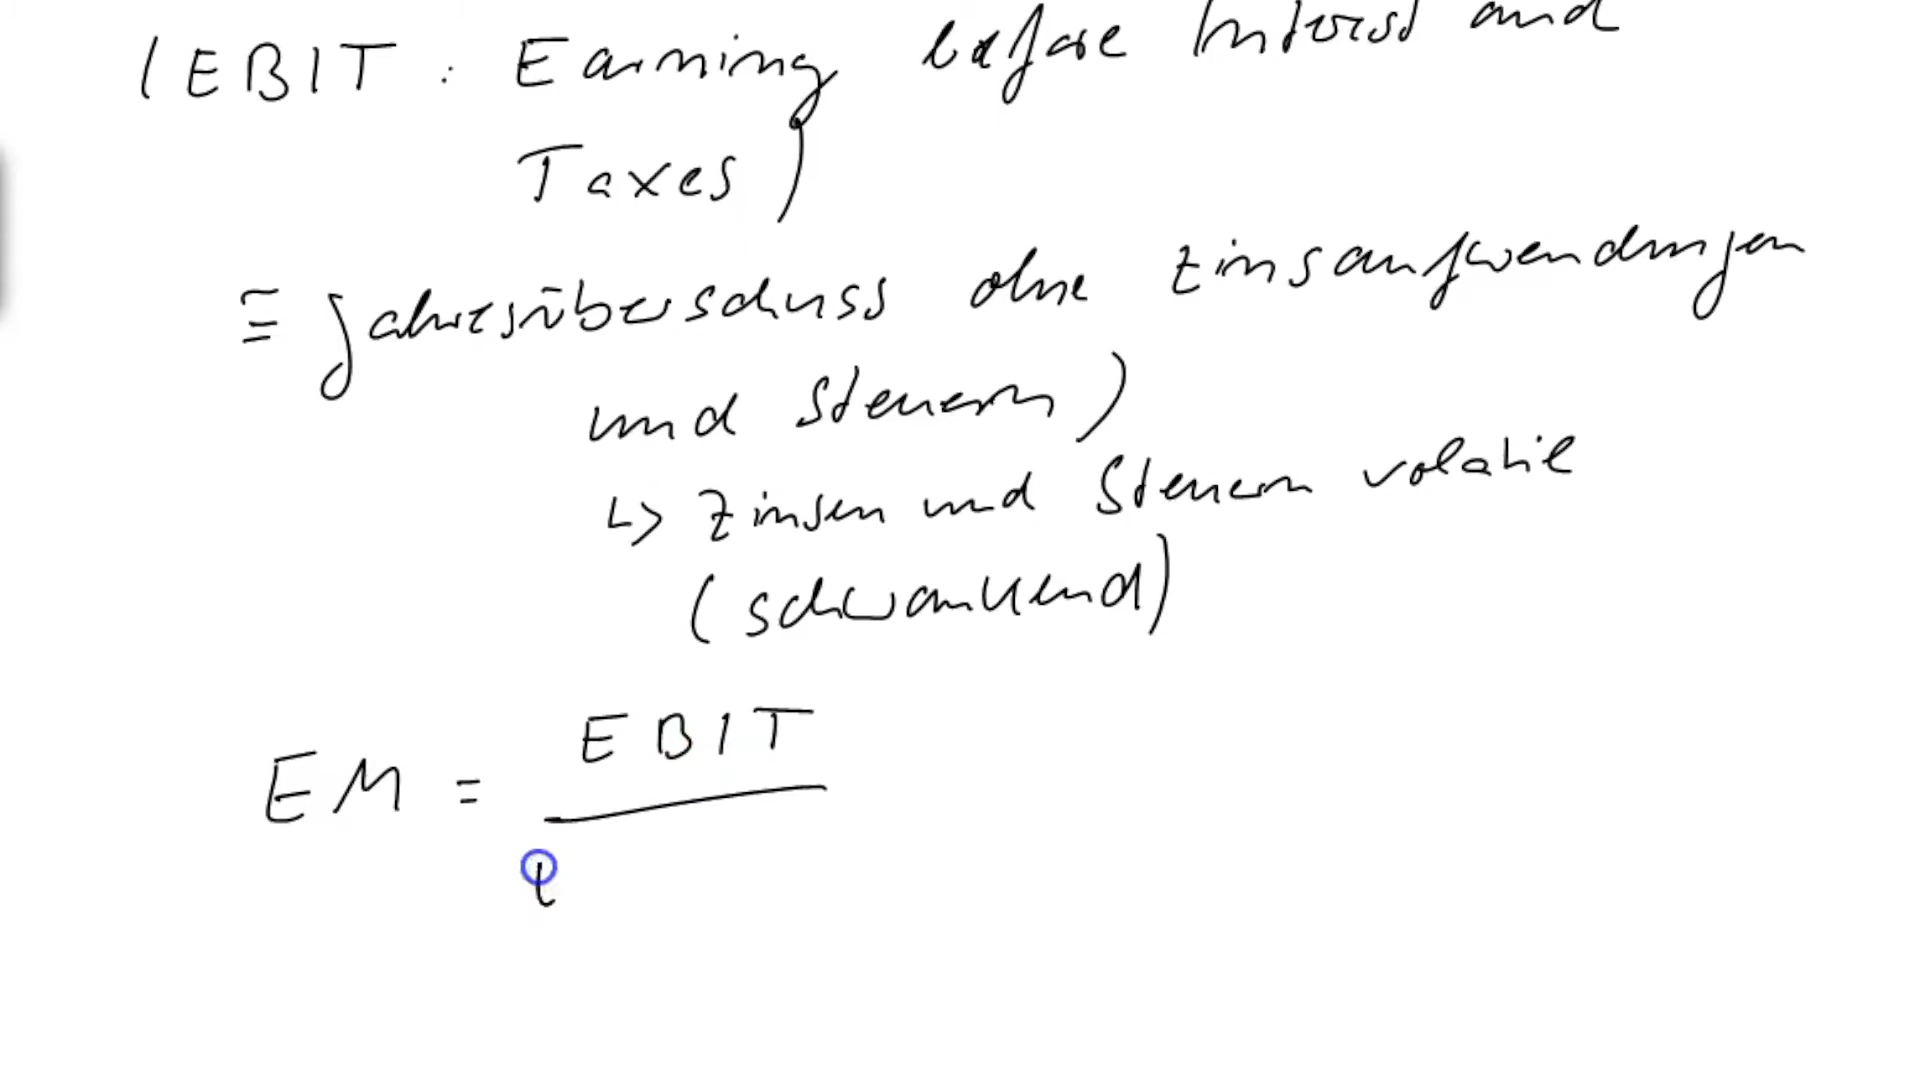 (EBIT: Earning before Interest and
Taxes)
≡ Jahresüberschuss ohne Zinsaufwendungen
und Steuern)
↳ Zinsen und Steuern volatil
(schwankend)
EM = EBIT